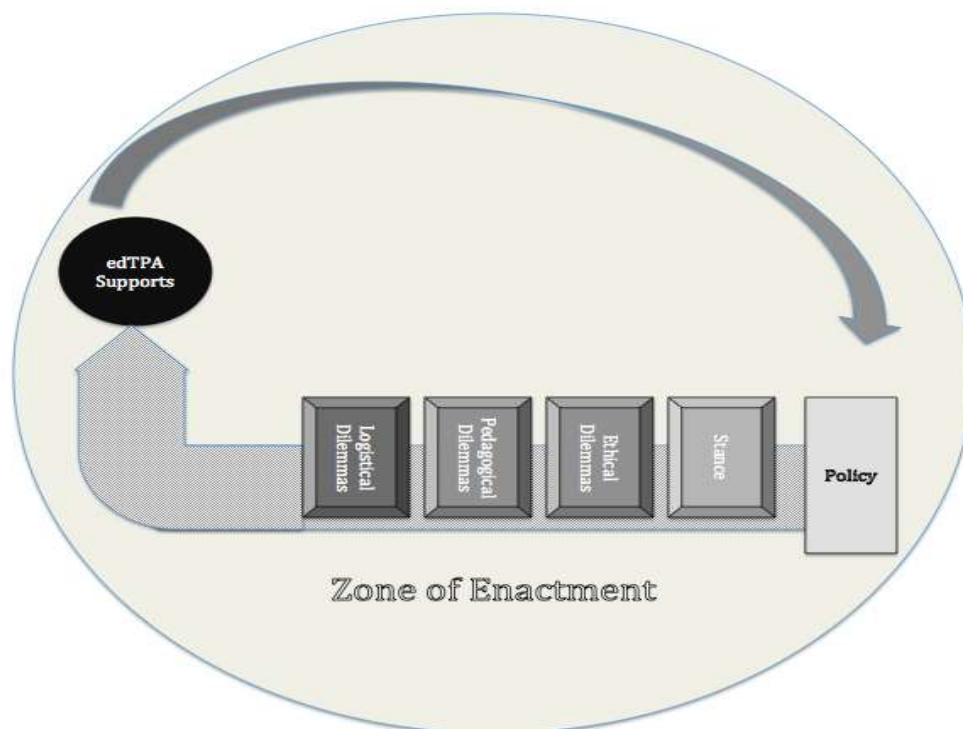 edTPA
Supports
Logistical
Dilemmas
Pedagogical
Dilemmas
Ethical
Dilemmas
Stance
Policy
Zone of Enactment